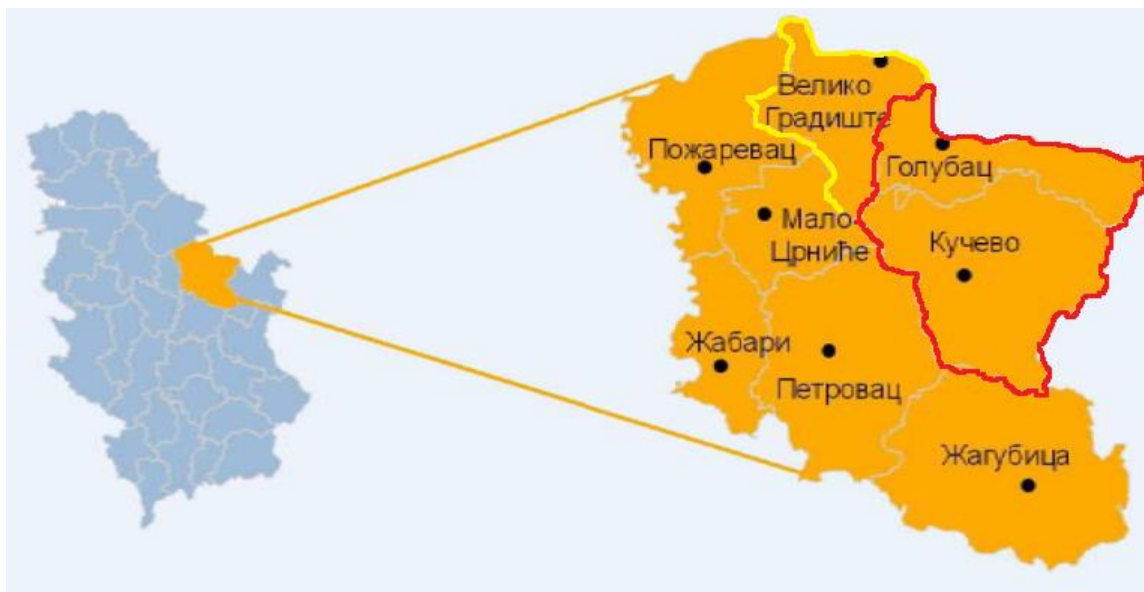 Велико
Градиште
Пожаревац
Голубац
Мало
Црниће
Кучево
Жабари
Петровац
Жагубица